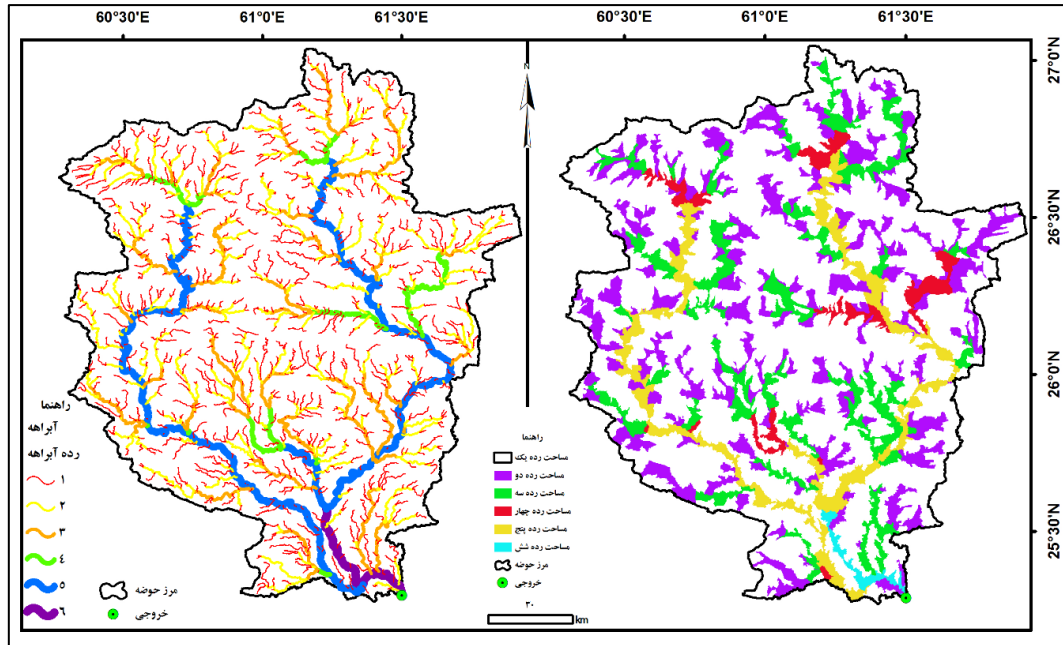 60°30'E 61°0'E 61°30'E
60°30'E 61°0'E 61°30'E
N
N
27°0'N
26°30'N
26°0'N
25°30'N
راهنما
آبراهه
رده آبراهه
۱
۲
۳
۴
۵
۶
مرز حوضه
خروجی
راهنما
مساحت رده یک
مساحت رده دو
مساحت رده سه
مساحت رده چهار
مساحت رده پنج
مساحت رده شش
مرز حوضه
خروجی
۳۰
km